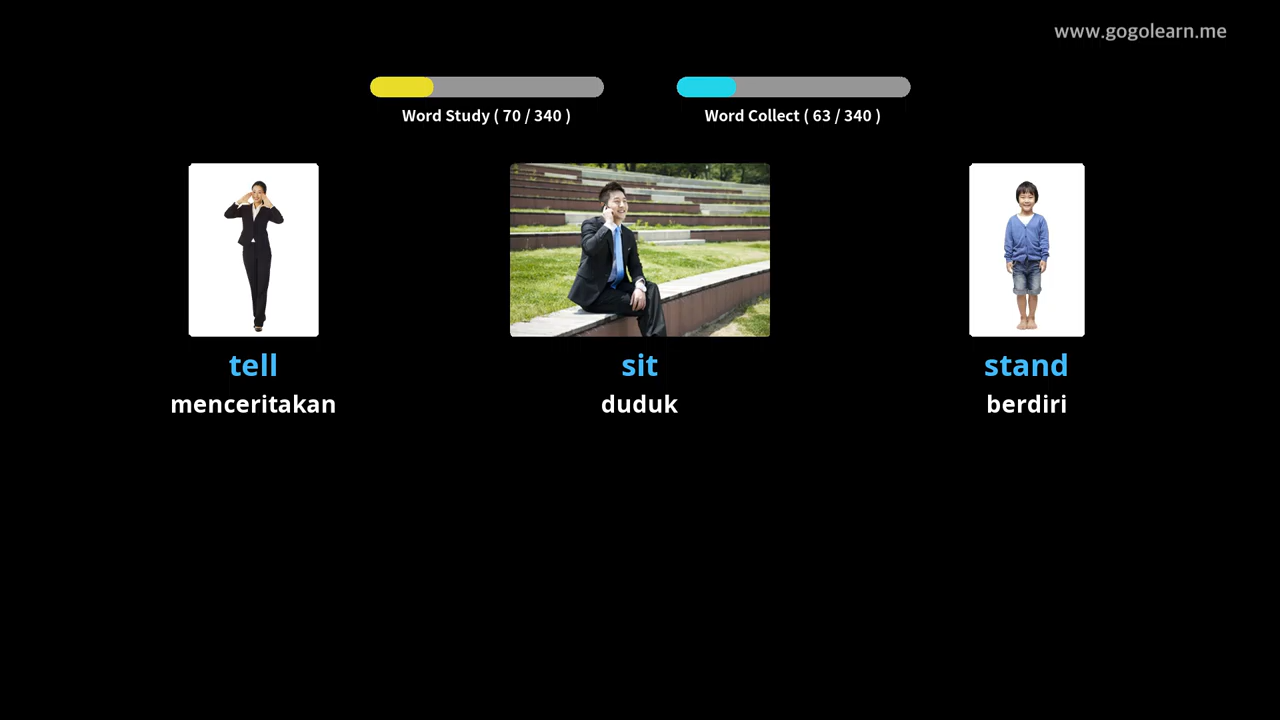 www.gogolearn.me
Word Study ( 70 / 340 )
Word Collect ( 63 / 340 )
tell
menceritakan
sit
duduk
stand
berdiri